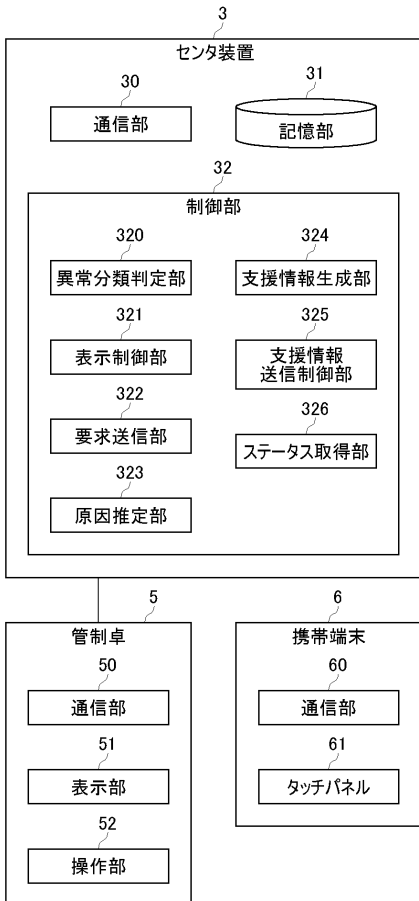 3
センタ装置
30
通信部
31
記憶部
32
制御部
320
異常分類判定部
321
表示制御部
322
要求送信部
323
原因推定部
324
支援情報生成部
325
支援情報
送信制御部
326
ステータス取得部
5
管制卓
50
通信部
51
表示部
52
操作部
6
携帯端末
60
通信部
61
タッチパネル